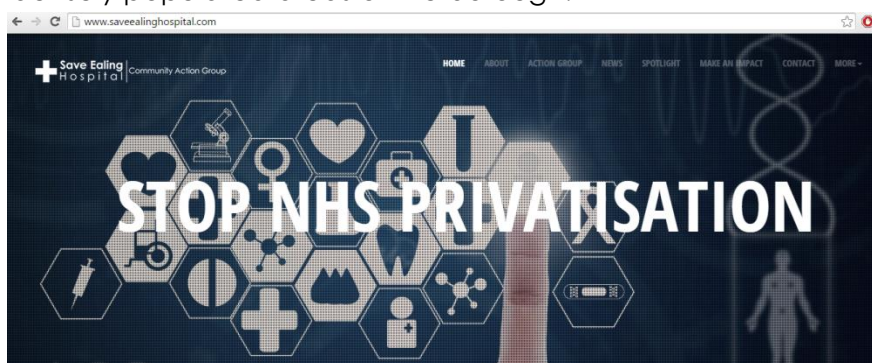 www.saveealinghospital.com
Save Ealing
Hospital
Community Action Group
HOME ABOUT ACTION GROUP NEWS SPOTLIGHT MAKE AN IMPACT CONTACT MORE
STOP NHS PRIVATISATION